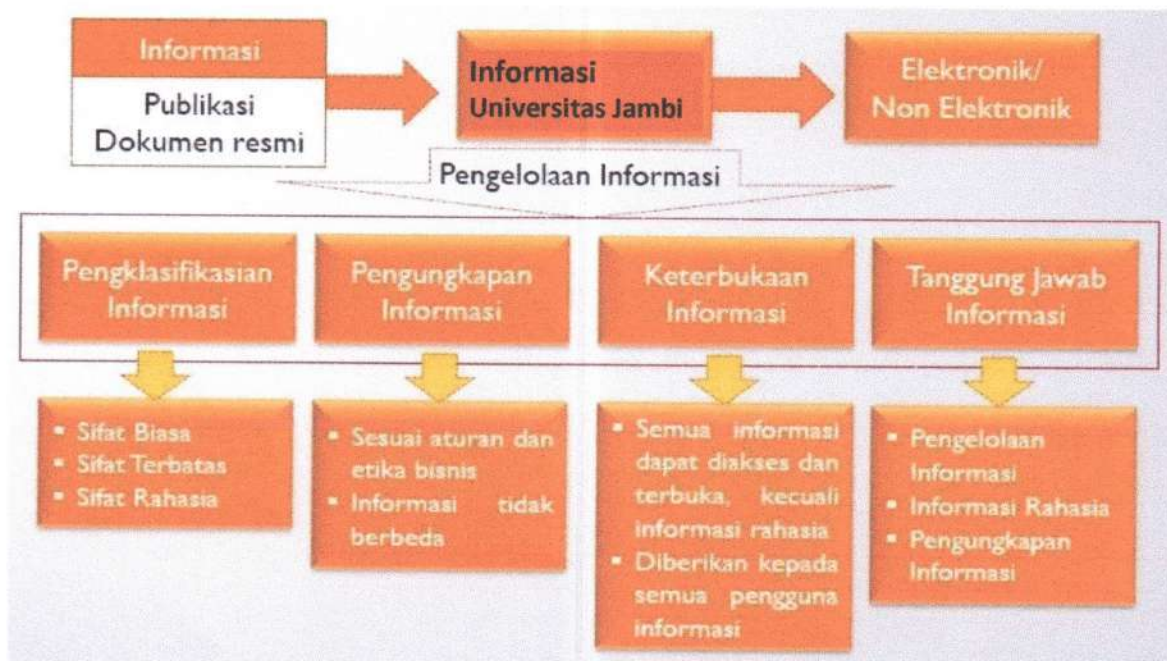 Informasi
Publikasi
Dokumen resmi
Informasi
Universitas Jambi
Elektronik/
Non Elektronik
Pengelolaan Informasi
Pengklasifikasian
Informasi
Pengungkapan
Informasi
Keterbukaan
Informasi
Tanggung Jawab
Informasi
▪ Sifat Biasa
▪ Sifat Terbatas
▪ Sifat Rahasia
▪ Sesuai aturan dan
etika bisnis
▪ Informasi tidak
berbeda
▪ Semua informasi
dapat diakses dan
terbuka, kecuali
informasi rahasia
▪ Diberikan kepada
semua pengguna
informasi
▪ Pengelolaan
Informasi
▪ Informasi Rahasia
▪ Pengungkapan
Informasi